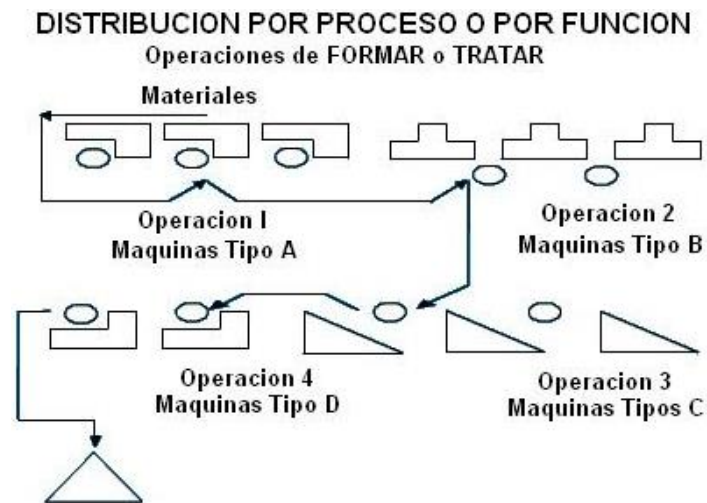 DISTRIBUCION POR PROCESO O POR FUNCION
Operaciones de FORMAR o TRATAR
Materiales
Operacion I
Maquinas Tipo A
Operacion 2
Maquinas Tipo B
Operacion 4
Maquinas Tipo D
Operacion 3
Maquinas Tipos C